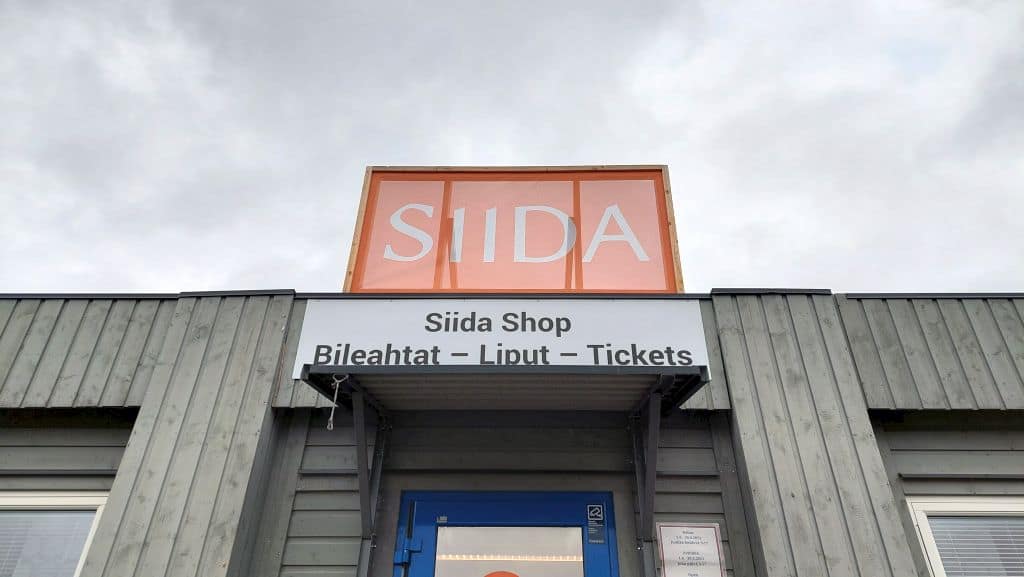 SIIDA
Siida Shop
Bileahtat – Liput – Tickets